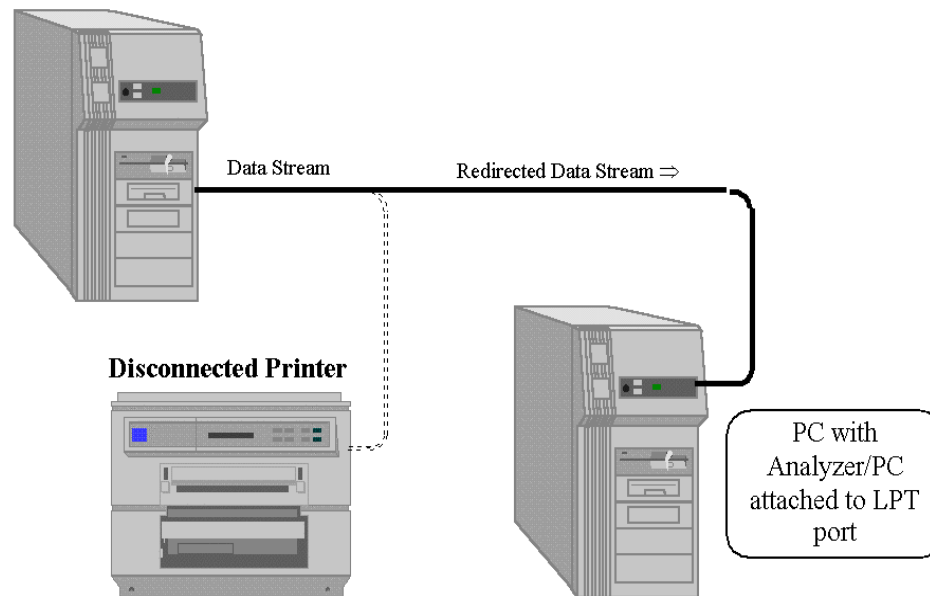 Data Stream
Redirected Data Stream ⇒
Disconnected Printer
PC with
Analyzer/PC
attached to LPT
port